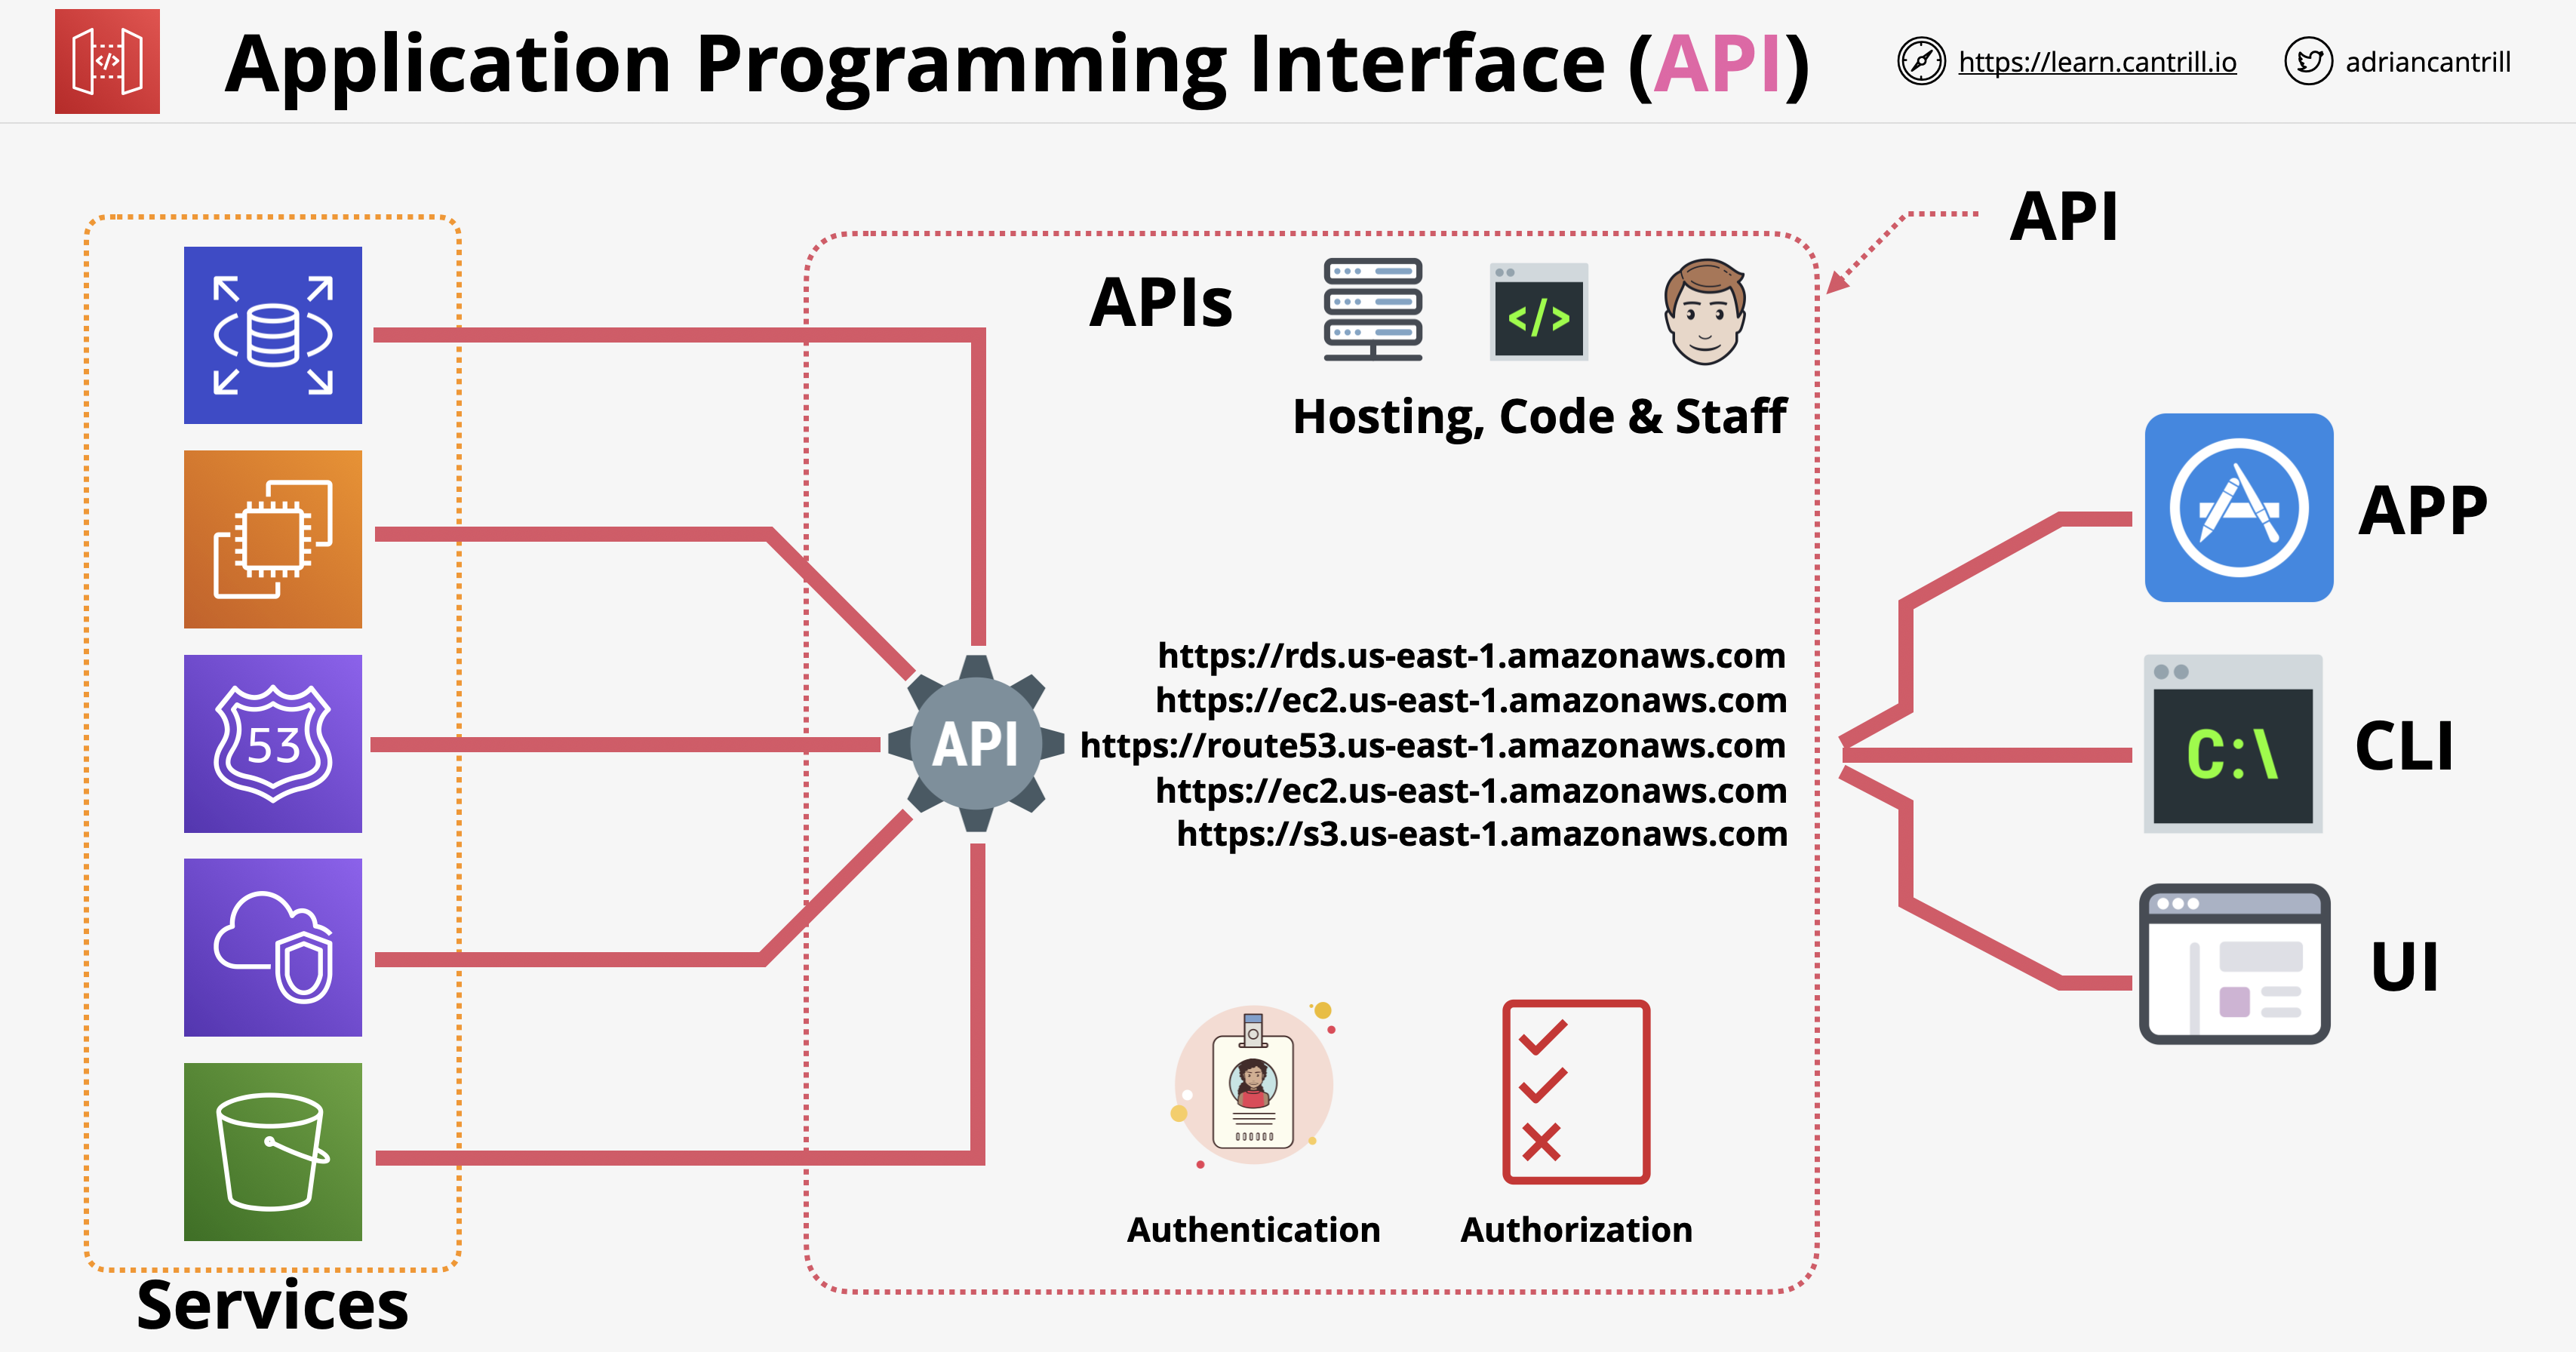 Application Programming Interface (API)
https://learn.cantrill.io
adriancantrill
API
APIs
</>
Hosting, Code & Staff
APP
https://rds.us-east-1.amazonaws.com
https://ec2.us-east-1.amazonaws.com
https://route53.us-east-1.amazonaws.com
https://ec2.us-east-1.amazonaws.com
https://s3.us-east-1.amazonaws.com
53
API
C:\
CLI
UI
Authentication
Authorization
Services